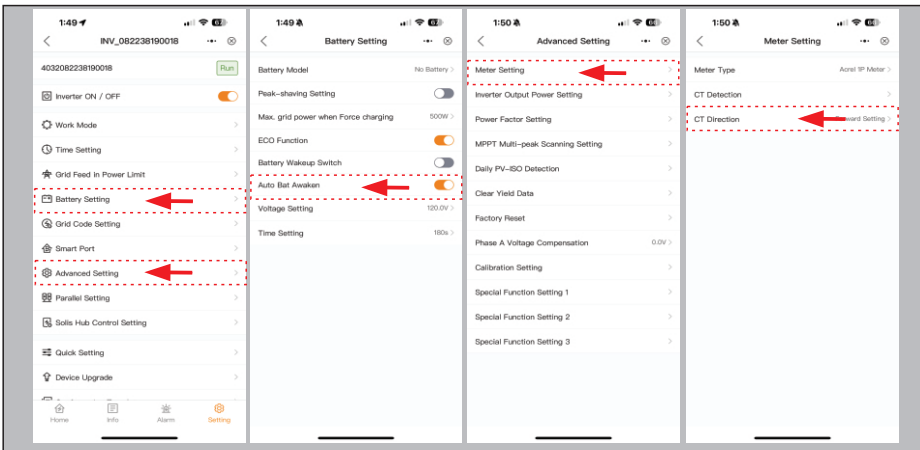 1:49
INV_082238190018
4032082238190018
Run
Inverter ON / OFF
Work Mode
Time Setting
Grid Feed in Power Limit
Battery Setting
Grid Code Setting
Smart Port
Advanced Setting
Parallel Setting
Solis Hub Control Setting
Quick Setting
Device Upgrade
Home
Info
Alarm
Setting
1:49
Battery Setting
Battery Model
No Battery
Peak-shaving Setting
Max. grid power when Force charging
500W
ECO Function
Battery Wakeup Switch
Auto Bat Awaken
Voltage Setting
120.0V
Time Setting
180s
1:50
Advanced Setting
Meter Setting
Inverter Output Power Setting
Power Factor Setting
MPPT Multi-peak Scanning Setting
Daily PV-ISO Detection
Clear Yield Data
Factory Reset
Phase A Voltage Compensation
0.0V
Calibration Setting
Special Function Setting 1
Special Function Setting 2
Special Function Setting 3
1:50
Meter Setting
Meter Type
Acrel 1P Meter
CT Detection
CT Direction
Setting